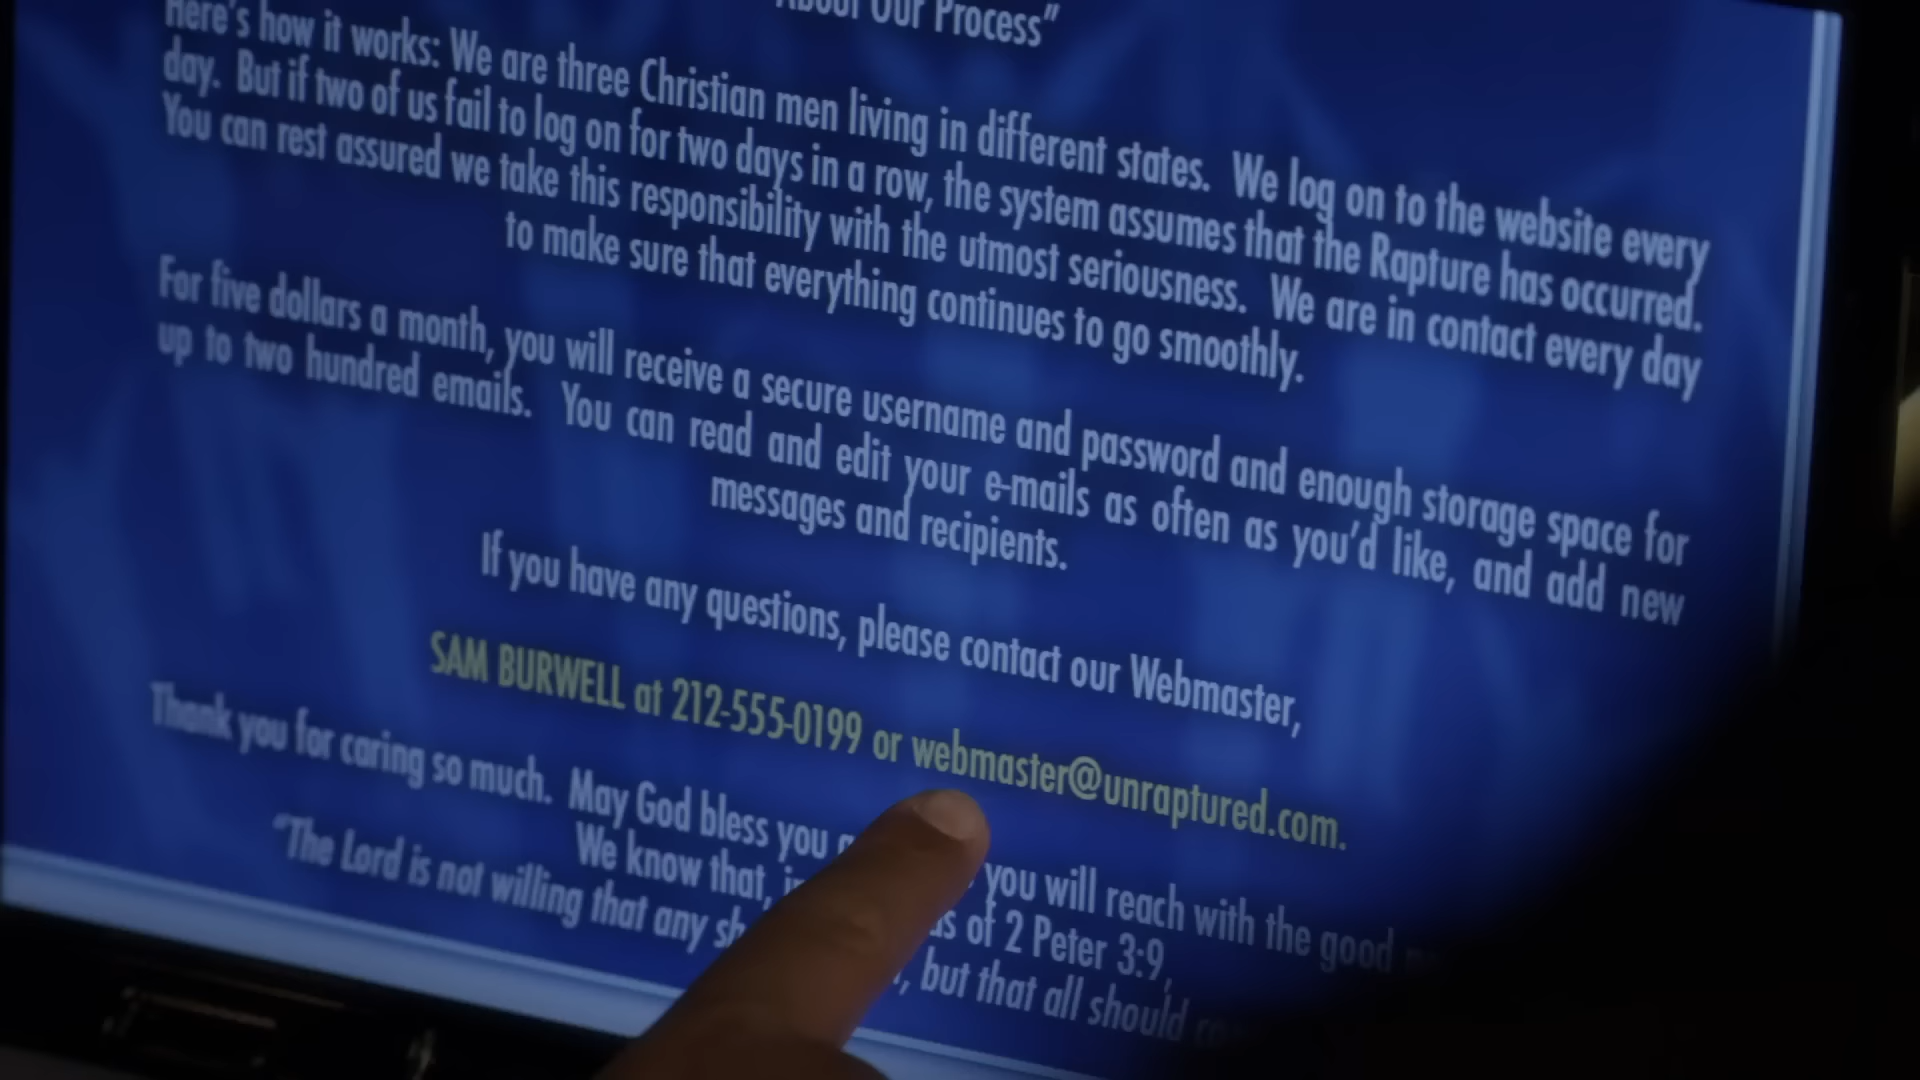 About Our Process"
Here's how it works: We are three Christian men living in different states. We log on to the website every
day. But if two of us fail to log on for two days in a row, the system assumes that the Rapture has occurred.
You can rest assured we take this responsibility with the utmost seriousness. We are in contact every day
to make sure that everything continues to go smoothly.
For five dollars a month, you will receive a secure username and password and enough storage space for
up to two hundred emails. You can read and edit your e-mails as often as you'd like, and add new
messages and recipients.
If you have any questions, please contact our Webmaster,
SAM BURWELL at 212-555-0199 or webmaster@unraptured.com.
Thank you for caring so much. May God bless you you will reach with the good
We know that, of 2 Peter 3:9,
"The Lord is not willing that any but that all should